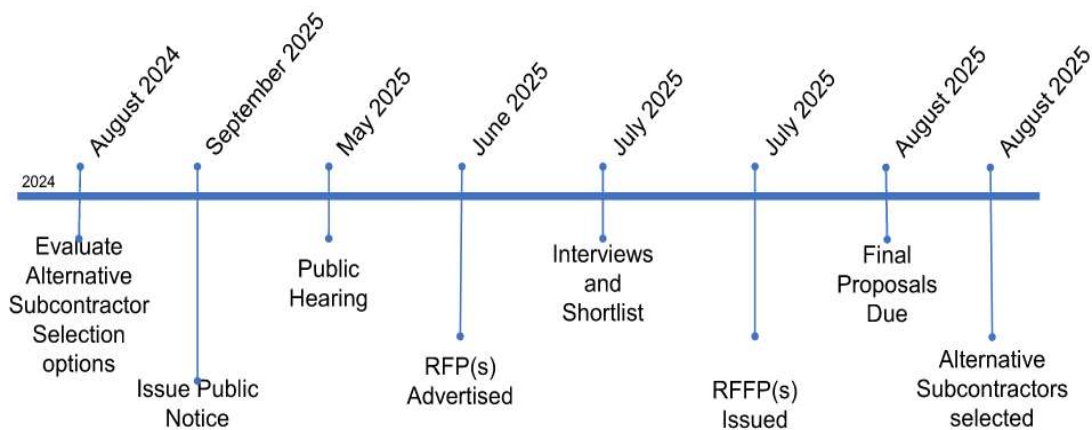 August 2024
September 2025
May 2025
June 2025
July 2025
July 2025
August 2025
August 2025
2024
Evaluate
Alternative
Subcontractor
Selection
options
Issue Public
Notice
Public
Hearing
RFP(s)
Advertised
Interviews
and
Shortlist
RFFP(s)
Issued
Final
Proposals
Due
Alternative
Subcontractors
selected